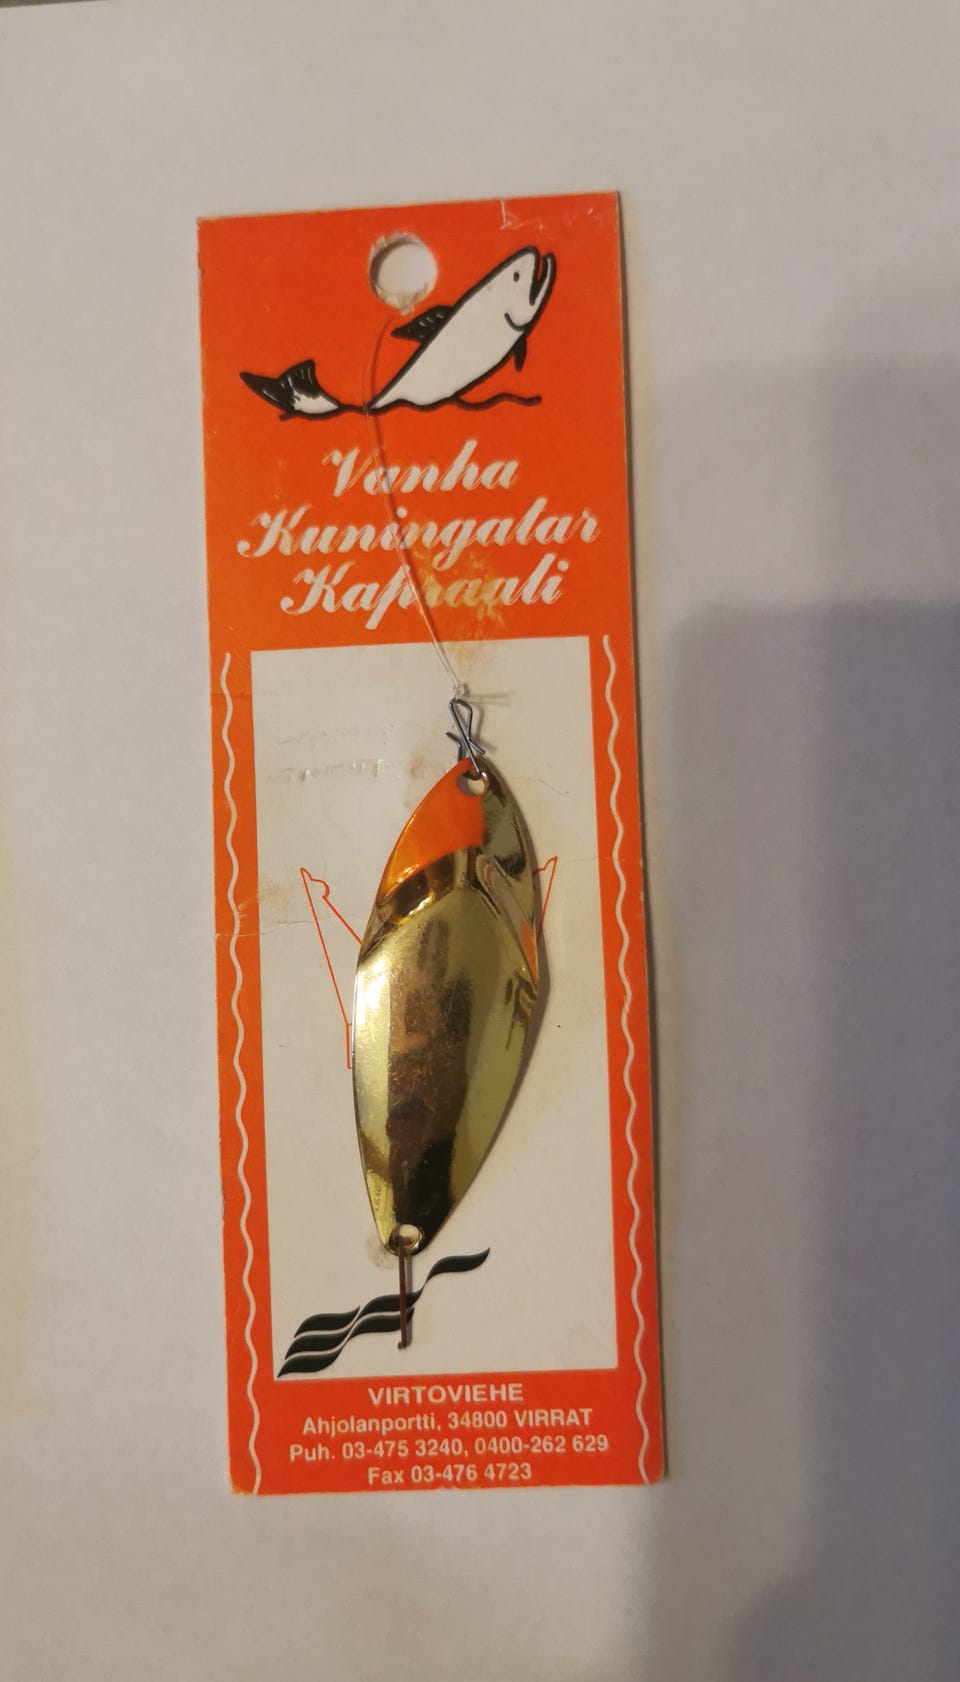 Vanha
Kuningatar
Kapraali
VIRTOVIEHE
Ahjolanportti, 34800 VIRRAT
Puh. 03-475 3240, 0400-262 629
Fax 03-476 4723